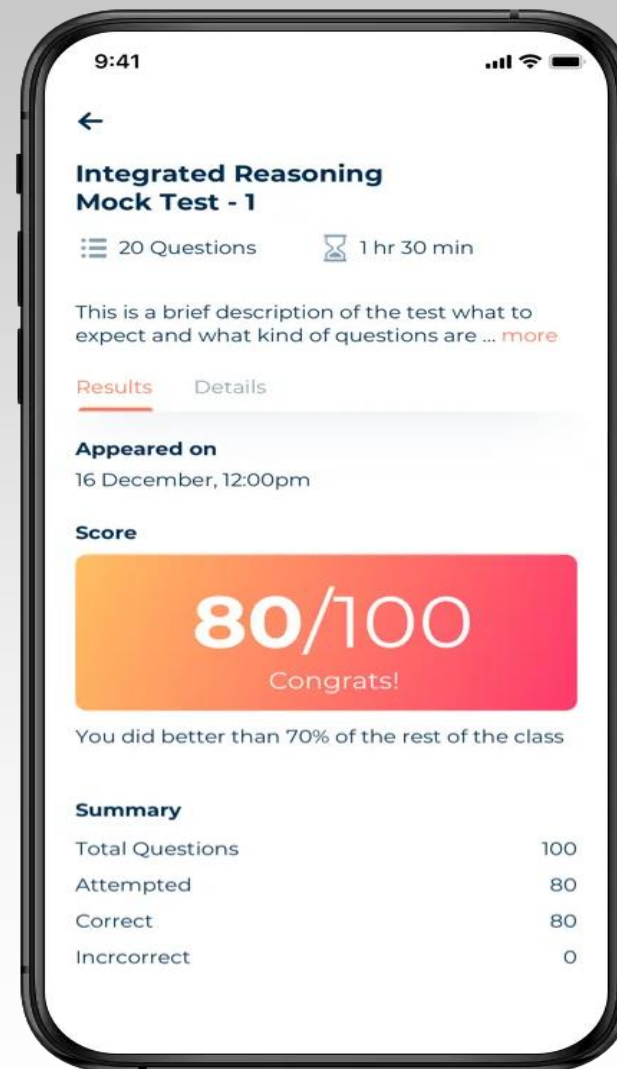 9:41
Integrated Reasoning
Mock Test - 1
20 Questions 1 hr 30 min
This is a brief description of the test what to
expect and what kind of questions are ... more
Results Details
Appeared on
16 December, 12:00pm
Score
80/100
Congrats!
You did better than 70% of the rest of the class
Summary
Total Questions 100
Attempted 80
Correct 80
Incrcorrect 0